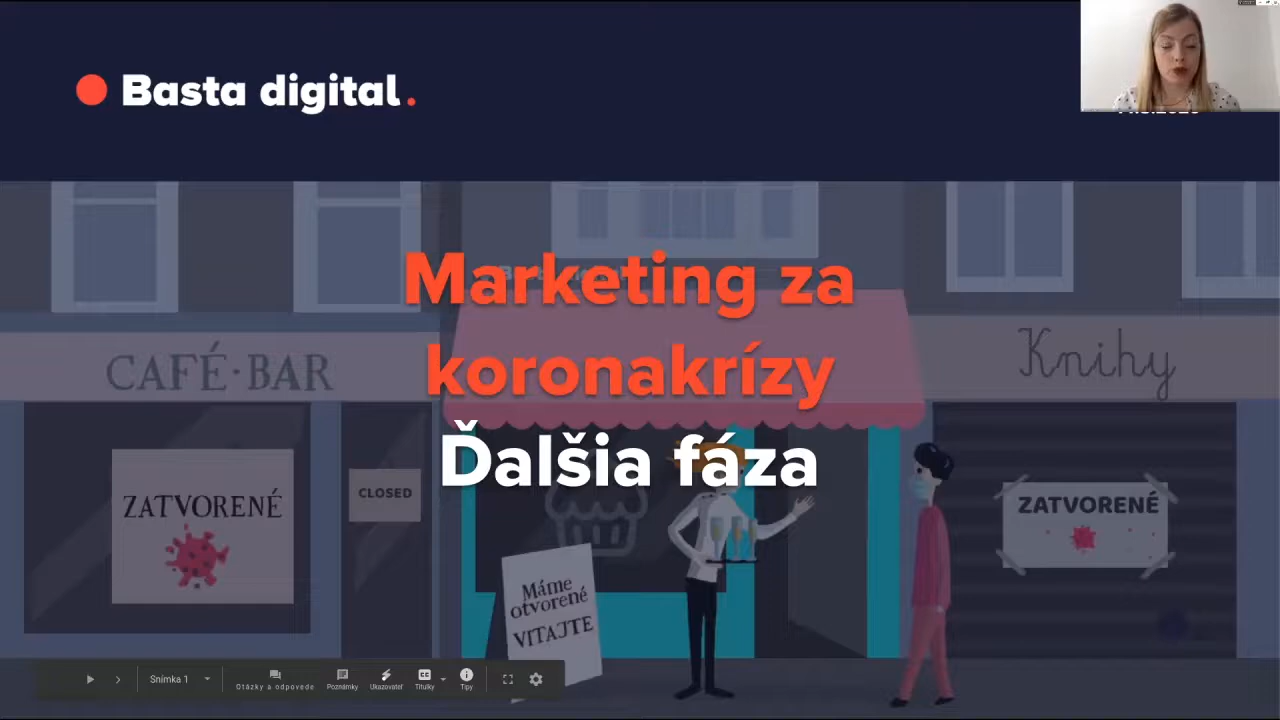 Basta digital.
Marketing za
koronakrízy
Ďalšia fáza
CAFÉ·BAR
Knihy
ZATVORENÉ
CLOSED
ZATVORENÉ
Máme
otvorené
VITAJTE
Snímka 1
Otázky a odpovede
Poznámky
Ukazovateľ
Titulky
Tipy